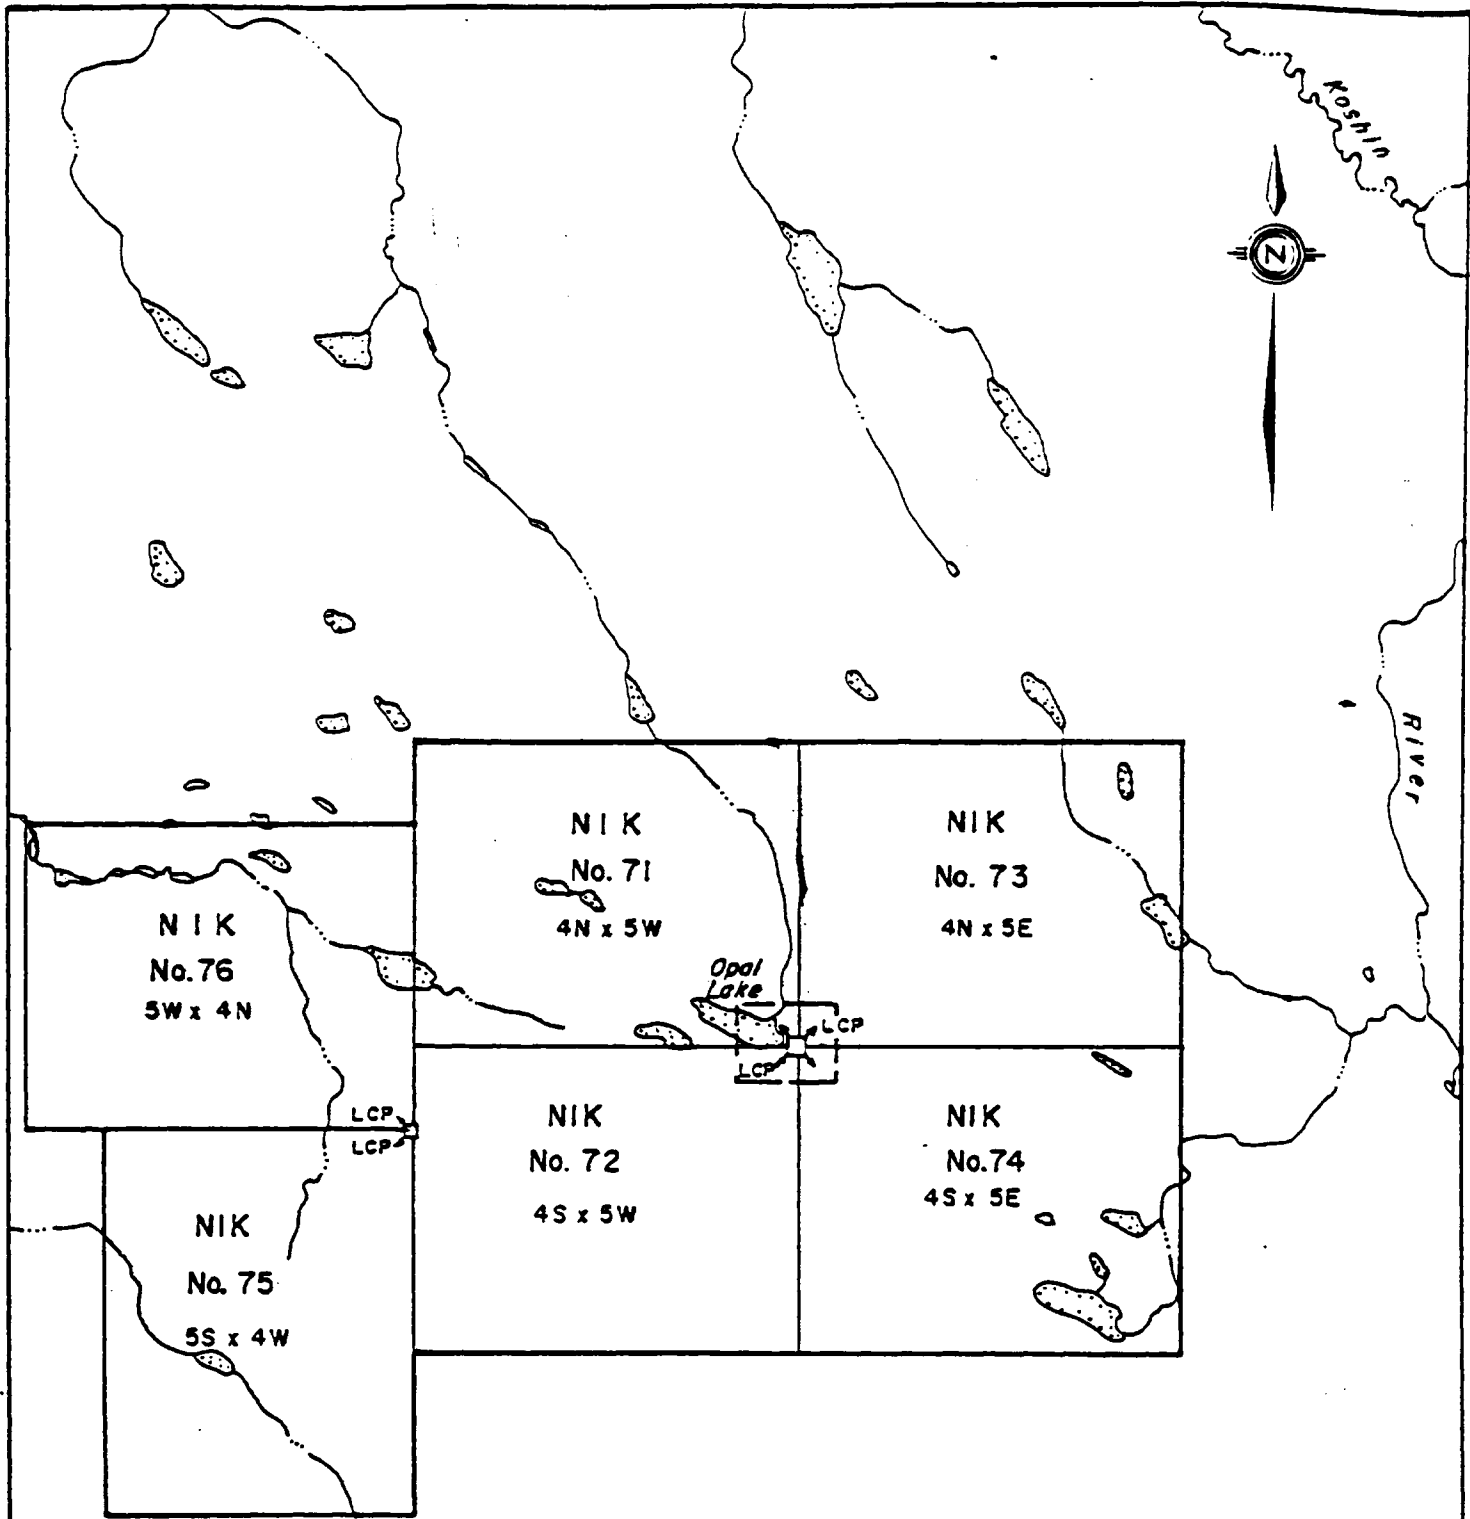 Koshin
N
River
NIK
No. 71
4N x 5W
NIK
No. 73
4N x 5E
NIK
No. 76
5W x 4N
Opal
Lake
LCP
LCP
LCP
LCP
NIK
No. 72
4S x 5W
NIK
No. 74
4S x 5E
NIK
No. 75
5S x 4W